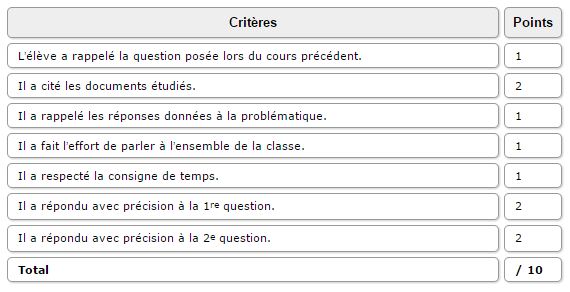 Critères Points
L'élève a rappelé la question posée lors du cours précédent. 1
Il a cité les documents étudiés. 2
Il a rappelé les réponses données à la problématique. 1
Il a fait l'effort de parler à l'ensemble de la classe. 1
Il a respecté la consigne de temps. 1
Il a répondu avec précision à la 1re question. 2
Il a répondu avec précision à la 2e question. 2
Total / 10